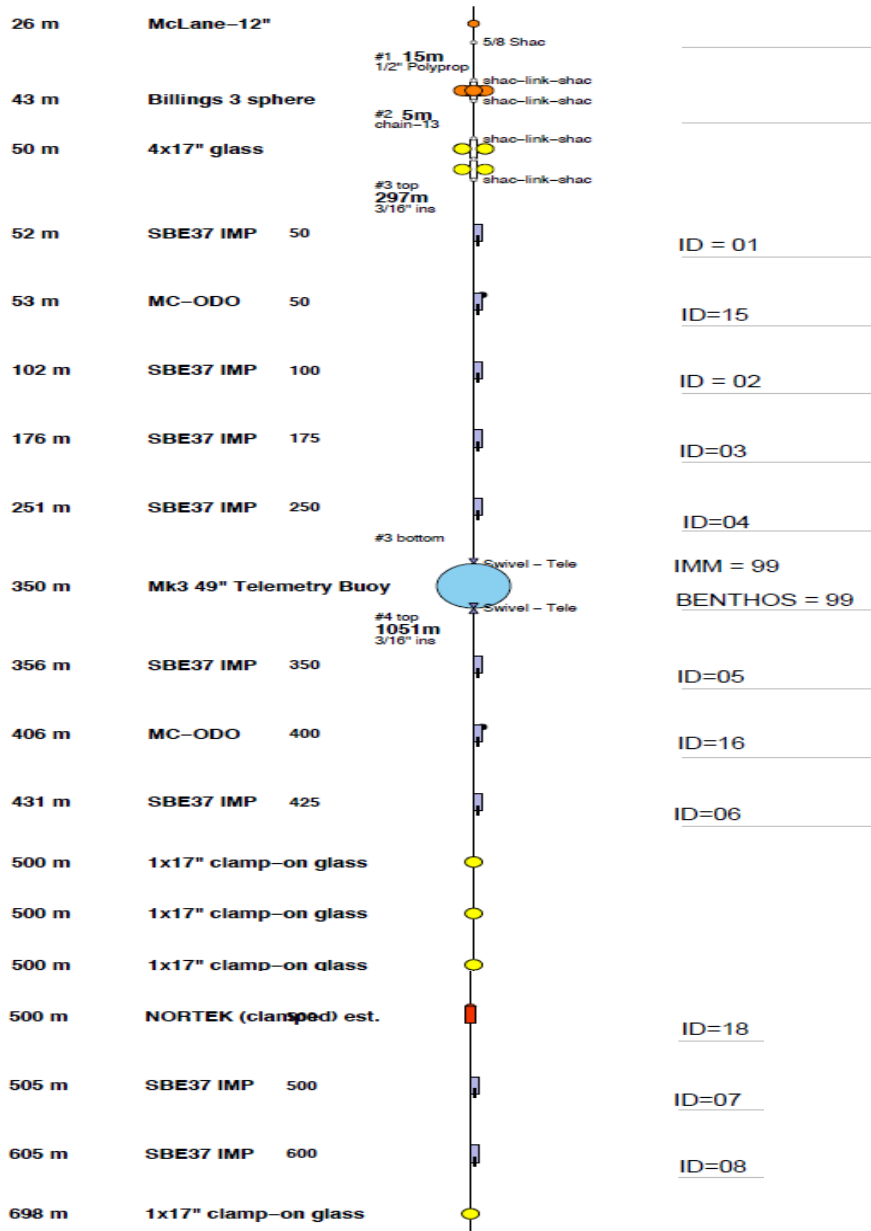 26 m McLane−12"
5/8 Shac
#1 15m
1/2" Polyprop
shac−link−shac
43 m Billings 3 sphere
shac−link−shac
#2 5m
chain−13
shac−link−shac
50 m 4x17" glass
shac−link−shac
#3 top
297m
3/16" ins
52 m SBE37 IMP 50 ID = 01
53 m MC−ODO 50 ID=15
102 m SBE37 IMP 100 ID = 02
176 m SBE37 IMP 175 ID=03
251 m SBE37 IMP 250 ID=04
#3 bottom
Swivel − Tele IMM = 99
350 m Mk3 49" Telemetry Buoy
Swivel − Tele BENTHOS = 99
#4 top
1051m
3/16" ins
356 m SBE37 IMP 350 ID=05
406 m MC−ODO 400 ID=16
431 m SBE37 IMP 425 ID=06
500 m 1x17" clamp−on glass
500 m 1x17" clamp−on glass
500 m 1x17" clamp−on glass
500 m NORTEK (clamped) est. 500 ID=18
505 m SBE37 IMP 500 ID=07
605 m SBE37 IMP 600 ID=08
698 m 1x17" clamp−on glass